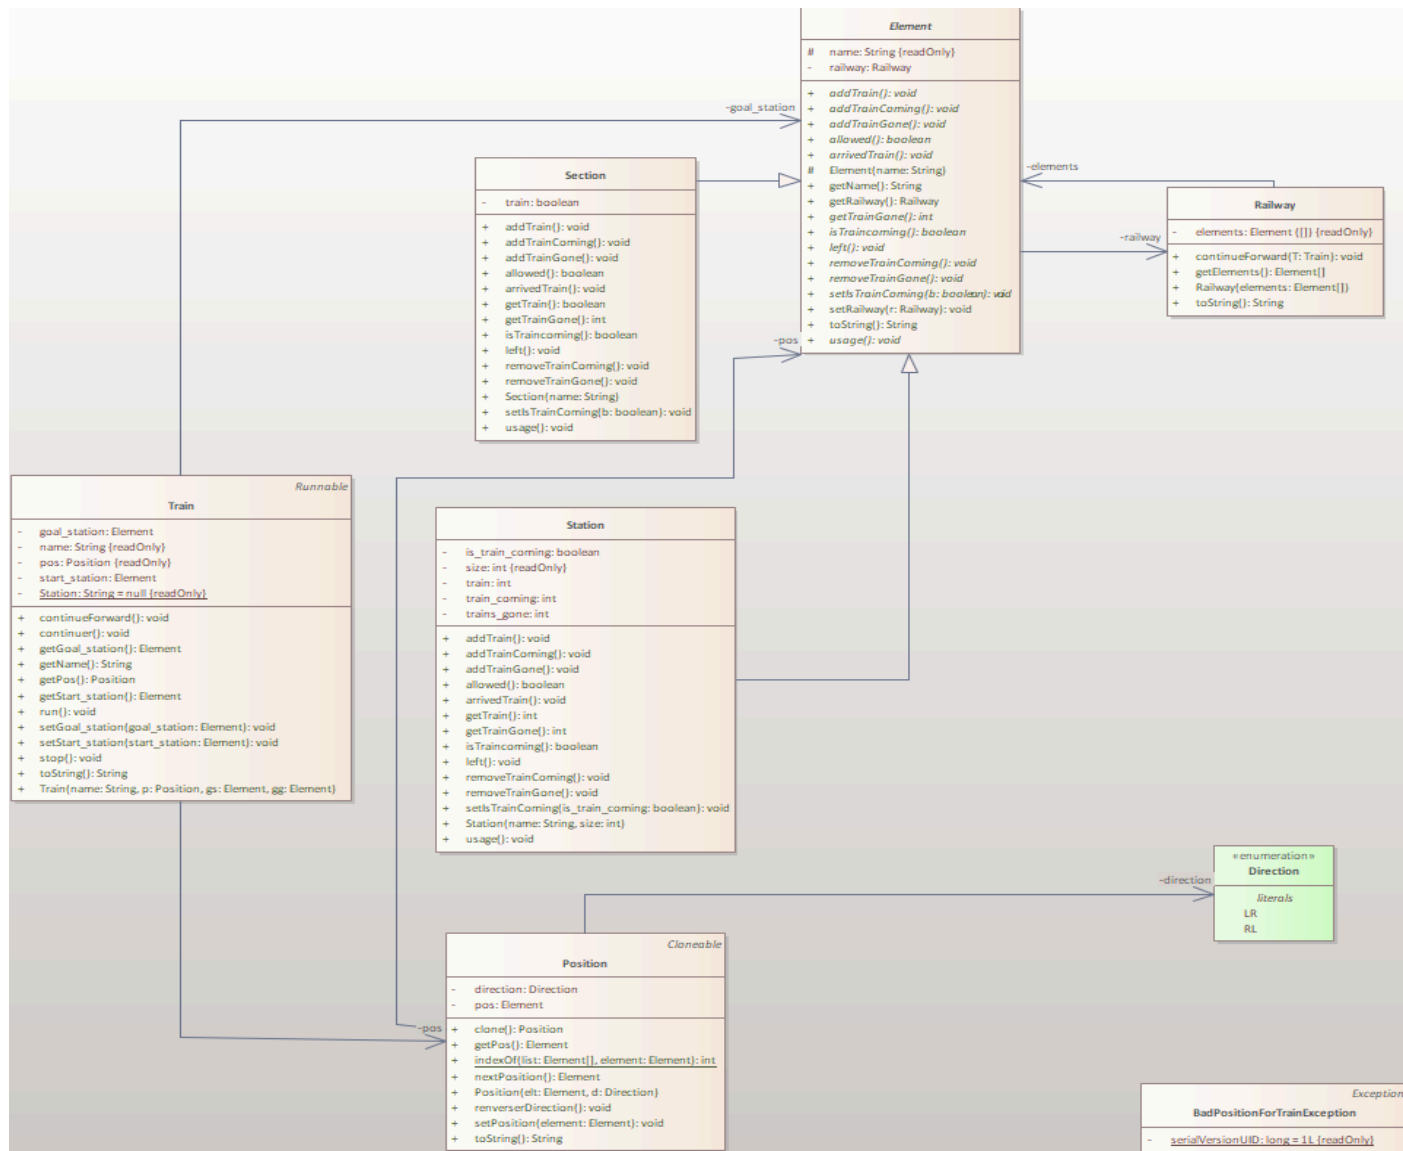 Element
# name: String {readOnly}
- railway: Railway
+ addTrain(): void
+ addTrainComing(): void
+ addTrainGone(): void
+ allowed(): boolean
+ arrivedTrain(): void
# Element(name: String)
+ getName(): String
+ getRailway(): Railway
+ getTrainGone(): int
+ isTraincoming(): boolean
+ left(): void
+ removeTrainComing(): void
+ removeTrainGone(): void
+ setIsTrainComing(b: boolean): void
+ setRailway(r: Railway): void
+ toString(): String
+ usage(): void
-goal_station
-elements
-railway
-pos
Section
- train: boolean
+ addTrain(): void
+ addTrainComing(): void
+ addTrainGone(): void
+ allowed(): boolean
+ arrivedTrain(): void
+ getTrain(): boolean
+ getTrainGone(): int
+ isTraincoming(): boolean
+ left(): void
+ removeTrainComing(): void
+ removeTrainGone(): void
+ Section(name: String)
+ setIsTrainComing(b: boolean): void
+ usage(): void
Railway
- elements: Element ([]) {readOnly}
+ continueForward(T: Train): void
+ getElements(): Element[]
+ Railway(elements: Element[])
+ toString(): String
Runnable
Train
- goal_station: Element
- name: String {readOnly}
- pos: Position {readOnly}
- start_station: Element
- Station: String = null {readOnly}
+ continueForward(): void
+ continuer(): void
+ getGoal_station(): Element
+ getName(): String
+ getPos(): Position
+ getStart_station(): Element
+ run(): void
+ setGoal_station(goal_station: Element): void
+ setStart_station(start_station: Element): void
+ stop(): void
+ toString(): String
+ Train(name: String, p: Position, gs: Element, gg: Element)
Station
- is_train_coming: boolean
- size: int {readOnly}
- train: int
- train_coming: int
- trains_gone: int
+ addTrain(): void
+ addTrainComing(): void
+ addTrainGone(): void
+ allowed(): boolean
+ arrivedTrain(): void
+ getTrain(): int
+ getTrainGone(): int
+ isTraincoming(): boolean
+ left(): void
+ removeTrainComing(): void
+ removeTrainGone(): void
+ setIsTrainComing(is_train_coming: boolean): void
+ Station(name: String, size: int)
+ usage(): void
«enumeration»
Direction
literals
LR
RL
-direction
Cloneable
Position
- direction: Direction
- pos: Element
+ clone(): Position
+ getPos(): Element
+ indexOf(list: Element[], element: Element): int
+ nextPosition(): Element
+ Position(elt: Element, d: Direction)
+ renverserDirection(): void
+ setPosition(element: Element): void
+ toString(): String
-pos
Exception
BadPositionForTrainException
- serialVersionUID: long = 1L {readOnly}